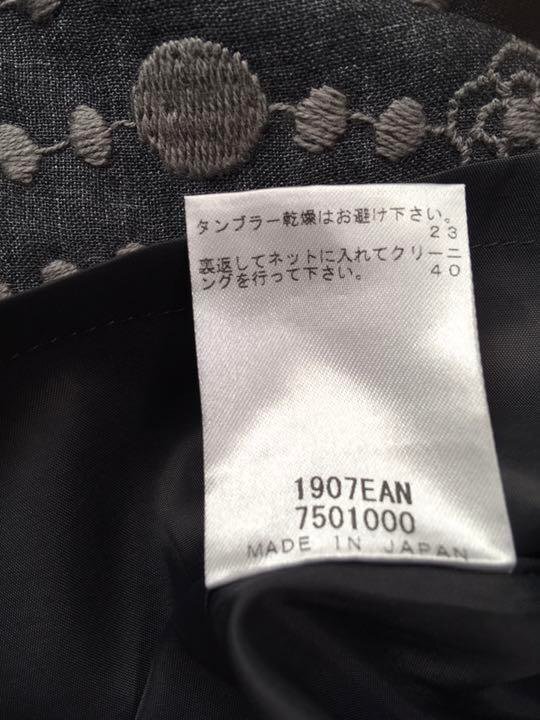 タンブラー乾燥はお避け下さい。
23
裏返してネットに入れてクリーニ
ングを行って下さい。 40
1907EAN
7501000
MADE IN JAPAN